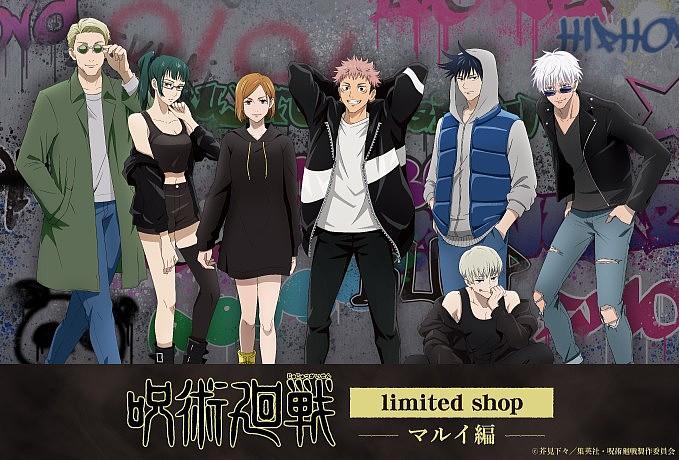 HIPHO
じゅじゅつかいせん
呪術廻戦
limited shop
マルイ編
©芥見下々／集英社・呪術廻戦製作委員会